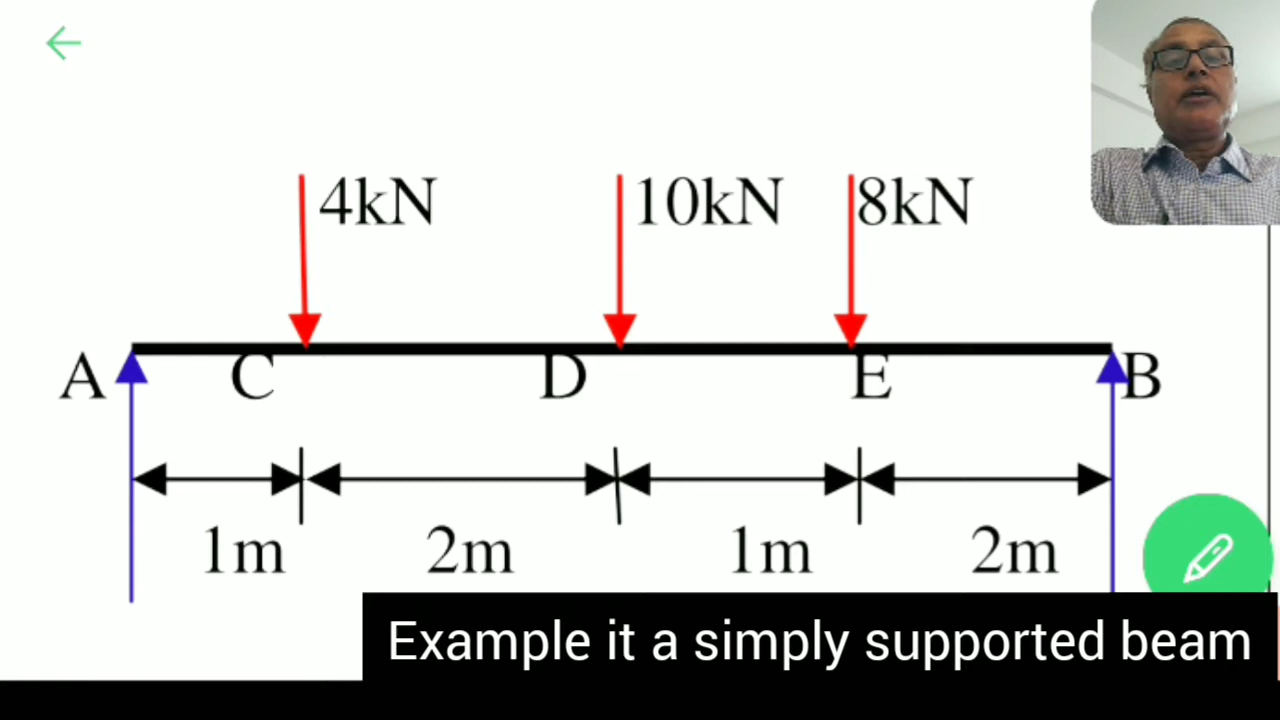 4kN 10kN 8kN
A C D E B
1m 2m 1m 2m
Example it a simply supported beam